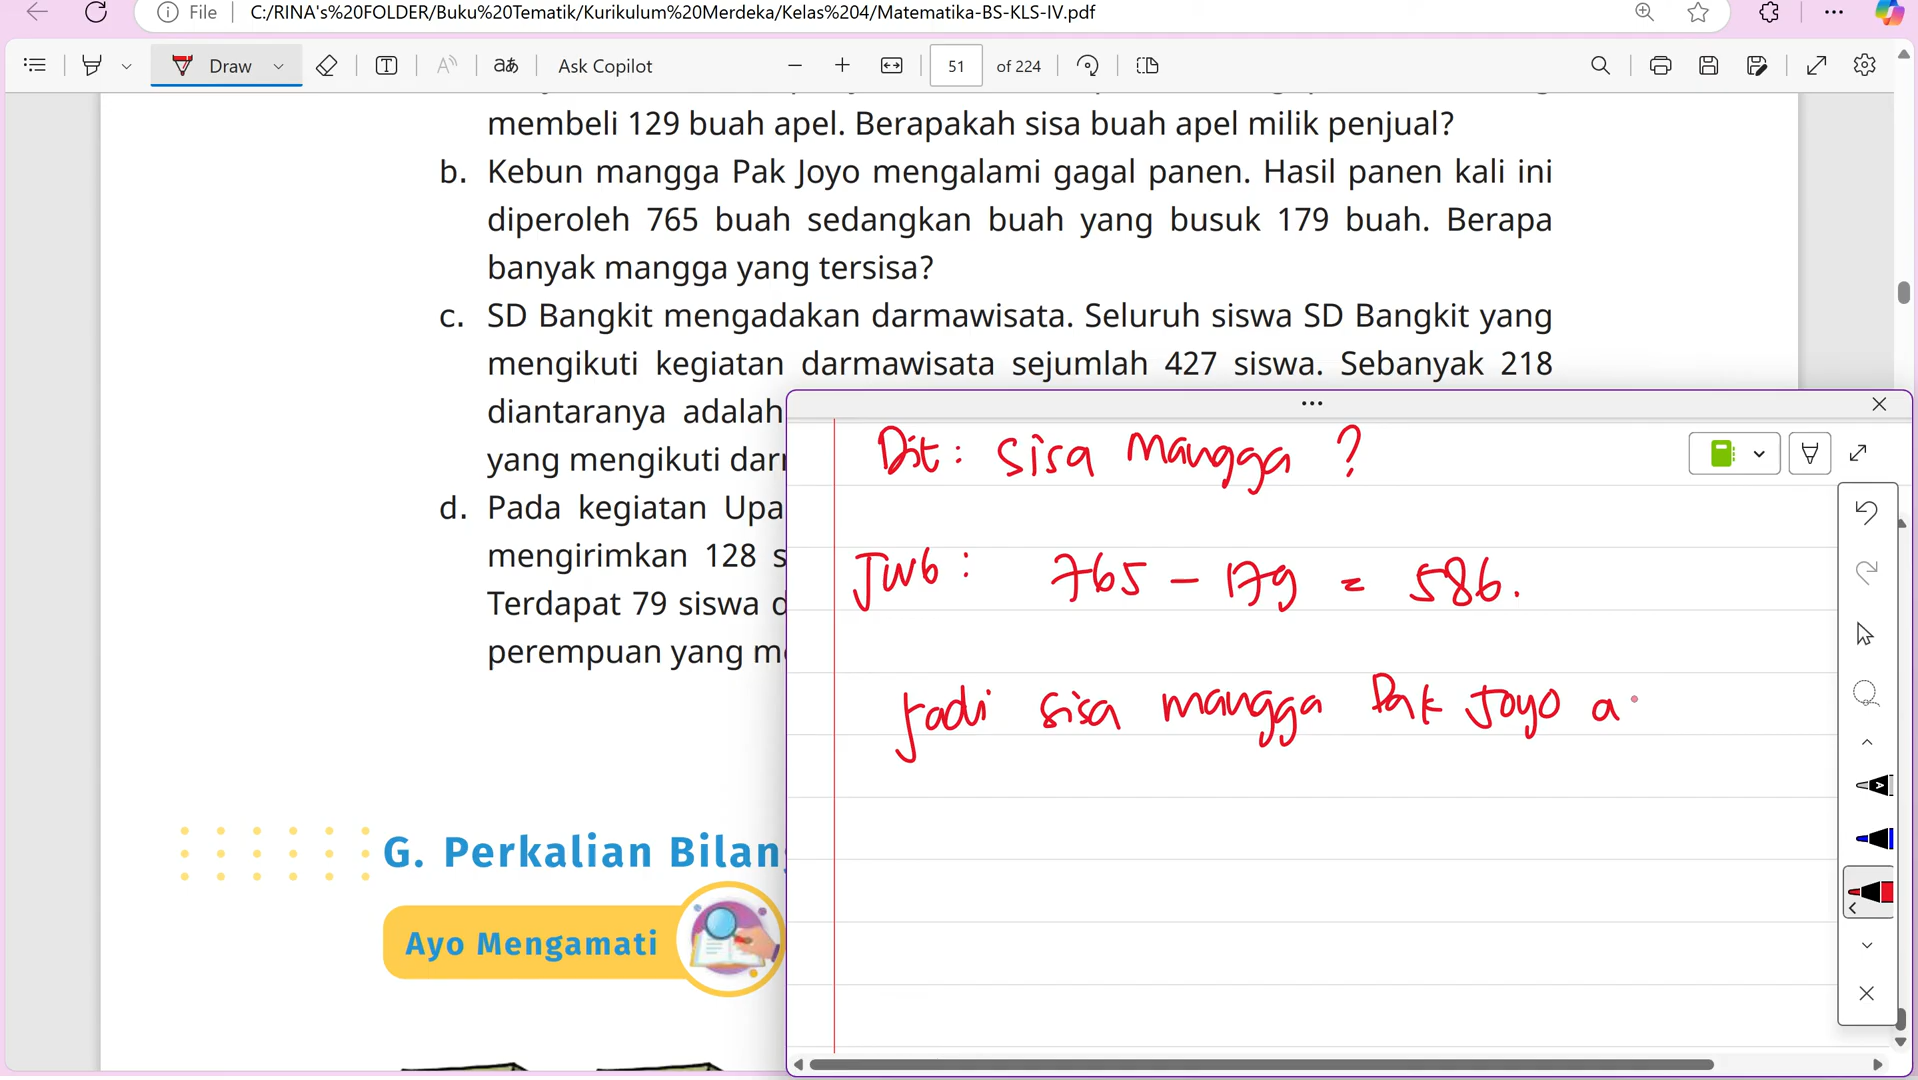 File
C:/RINA's%20FOLDER/Buku%20Tematik/Kurikulum%20Merdeka/Kelas%204/Matematika-BS-KLS-IV.pdf
Draw
aあ
Ask Copilot
51 of 224
membeli 129 buah apel. Berapakah sisa buah apel milik penjual?
b. Kebun mangga Pak Joyo mengalami gagal panen. Hasil panen kali ini
diperoleh 765 buah sedangkan buah yang busuk 179 buah. Berapa
banyak mangga yang tersisa?
c. SD Bangkit mengadakan darmawisata. Seluruh siswa SD Bangkit yang
mengikuti kegiatan darmawisata sejumlah 427 siswa. Sebanyak 218
diantaranya adalah
yang mengikuti dar
d. Pada kegiatan Upa
mengirimkan 128 s
Terdapat 79 siswa d
perempuan yang m
G. Perkalian Bilang
Ayo Mengamati
Dit: sisa mangga ?
Jwb : 765 - 179 = 586.
Jadi sisa mangga Pak Joyo a